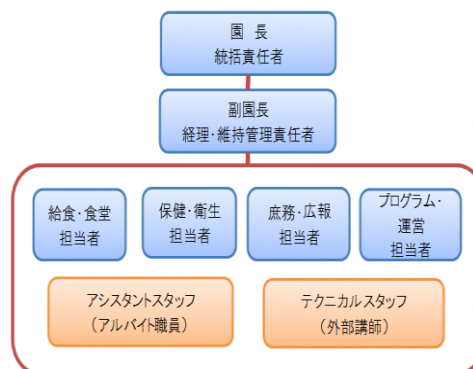 園 長
統括責任者
副園長
経理・維持管理責任者
給食・食堂
担当者
保健・衛生
担当者
庶務・広報
担当者
プログラム・
運営
担当者
アシスタントスタッフ
（アルバイト職員）
テクニカルスタッフ
（外部講師）